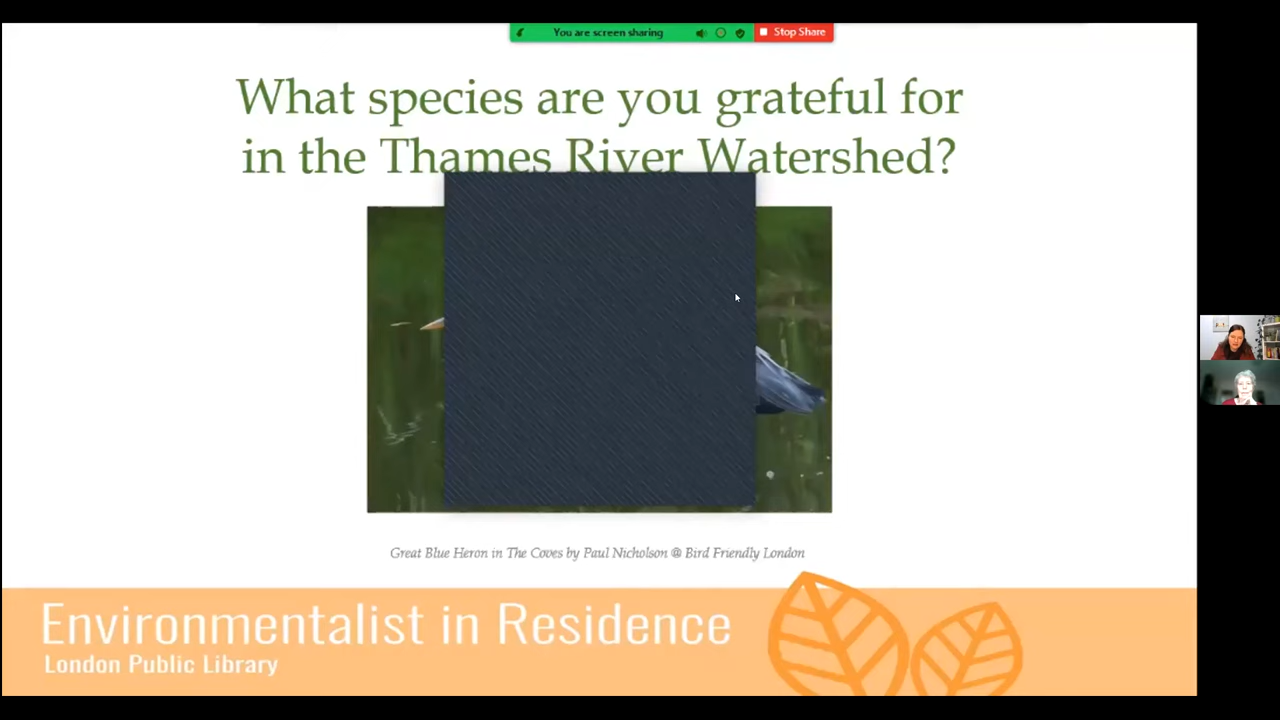 You are screen sharing
Stop Share
What species are you grateful for
in the Thames River Watershed?
Great Blue Heron in The Coves by Paul Nicholson @ Bird Friendly London
Environmentalist in Residence
London Public Library